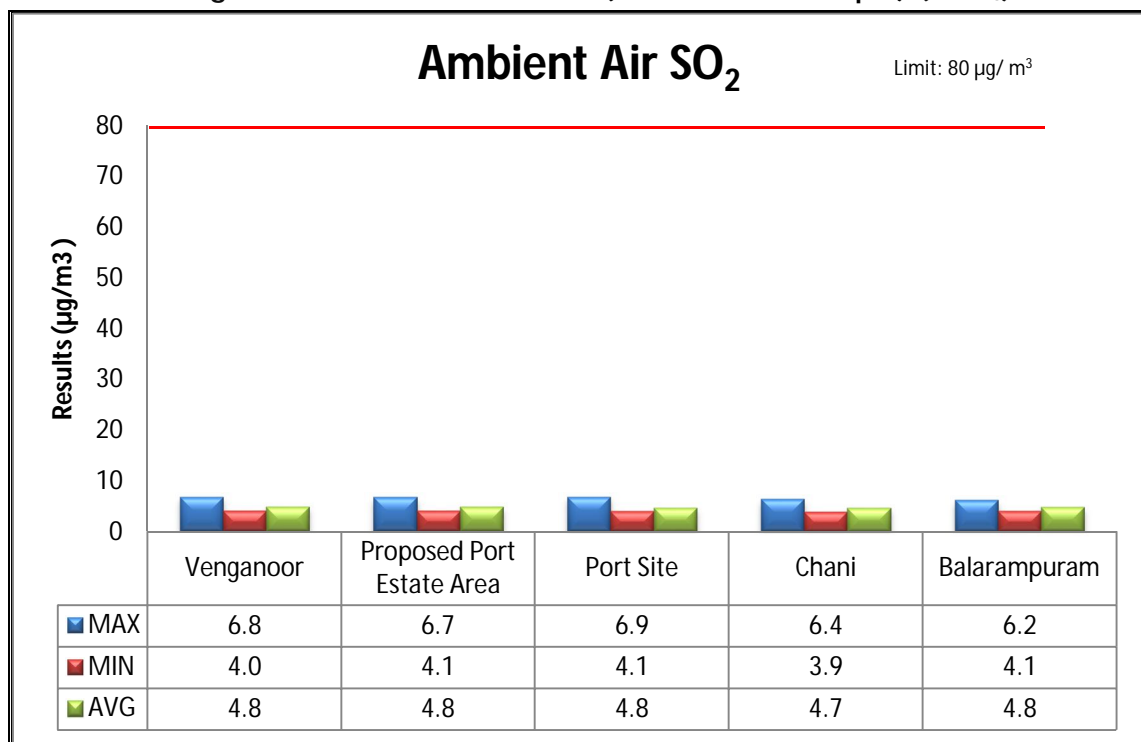 Ambient Air SO₂
Limit: 80 µg/ m³
Results (µg/m3)
80
70
60
50
40
30
20
10
0
Venganoor Proposed Port Estate Area Port Site Chani Balarampuram
MAX 6.8 6.7 6.9 6.4 6.2
MIN 4.0 4.1 4.1 3.9 4.1
AVG 4.8 4.8 4.8 4.7 4.8